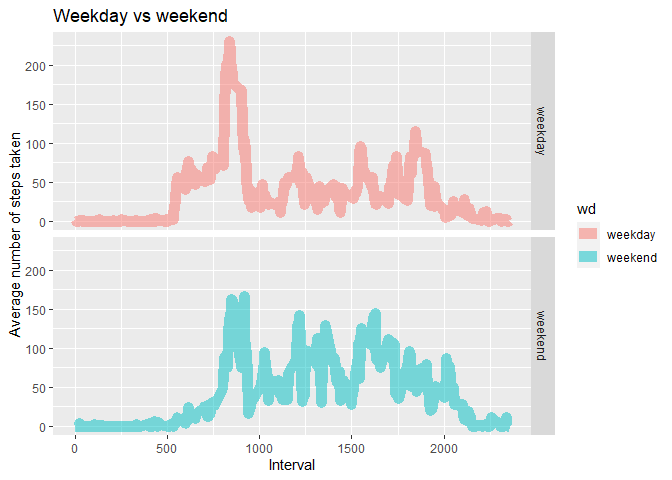 Weekday vs weekend
Average number of steps taken
200
150
100
50
0
weekday
200
150
100
50
0
weekend
0 500 1000 1500 2000
Interval
wd
weekday
weekend